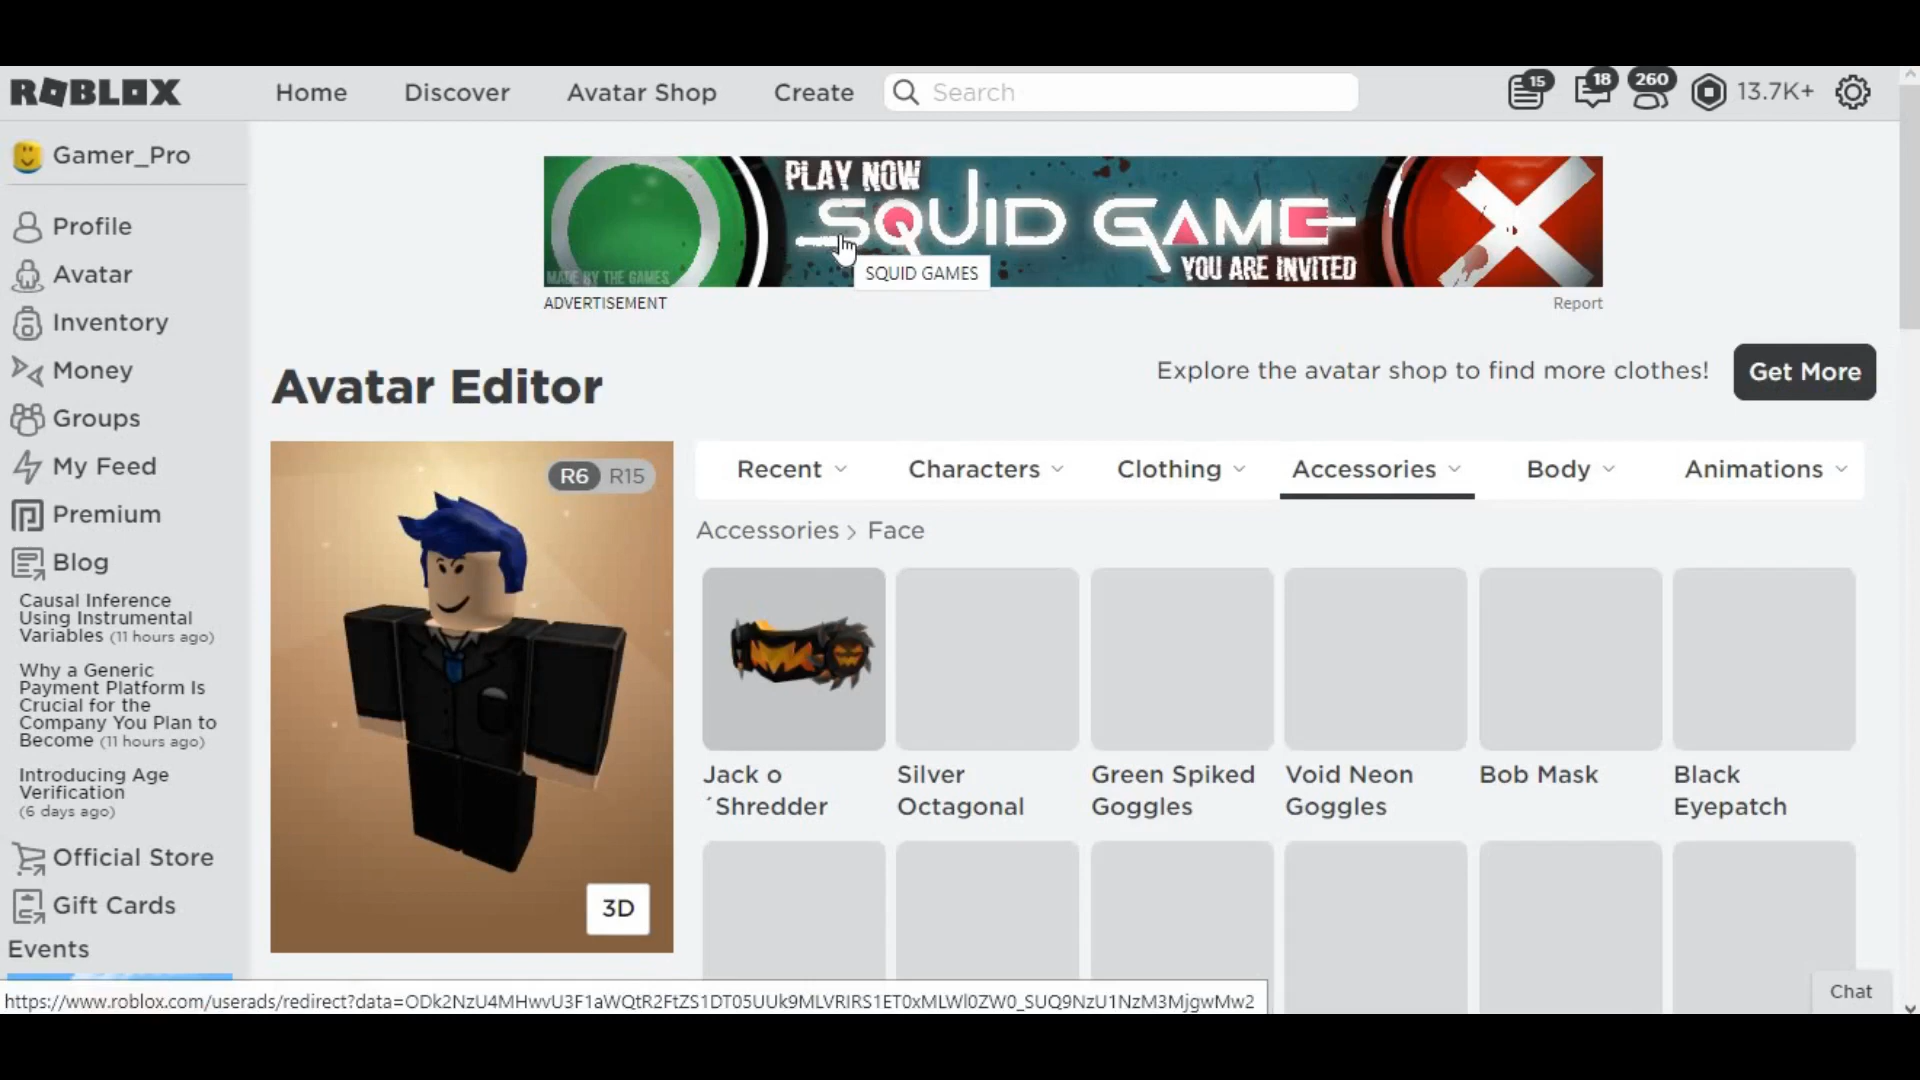 ROBLOX
Home
Discover
Avatar Shop
Create
Search
15
18
260
13.7K+
Gamer_Pro
Profile
Avatar
Inventory
Money
Groups
My Feed
Premium
Blog
Causal Inference
Using Instrumental
Variables (11 hours ago)
Why a Generic
Payment Platform Is
Crucial for the
Company You Plan to
Become (11 hours ago)
Introducing Age
Verification
(6 days ago)
Official Store
Gift Cards
Events
PLAY NOW
SQUID GAME
YOU ARE INVITED
MADE BY THE GAMES
SQUID GAMES
ADVERTISEMENT
Report
Avatar Editor
Explore the avatar shop to find more clothes!
Get More
R6
R15
3D
Recent
Characters
Clothing
Accessories
Body
Animations
Accessories > Face
Jack o
´Shredder
Silver
Octagonal
Green Spiked
Goggles
Void Neon
Goggles
Bob Mask
Black
Eyepatch
Chat
https://www.roblox.com/userads/redirect?data=ODk2NzU4MHwvU3F1aWQtR2FtZS1DT05UUk9MLVRIRS1ET0xMLWl0ZW0_SUQ9NzU1NzM3MjgwMw2